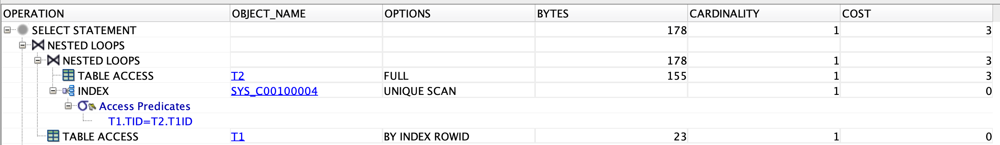 OPERATION OBJECT_NAME OPTIONS BYTES CARDINALITY COST
SELECT STATEMENT 178 1 3
NESTED LOOPS
NESTED LOOPS 178 1 3
TABLE ACCESS T2 FULL 155 1 3
INDEX SYS_C00100004 UNIQUE SCAN 1 0
Access Predicates
T1.TID=T2.T1ID
TABLE ACCESS T1 BY INDEX ROWID 23 1 0